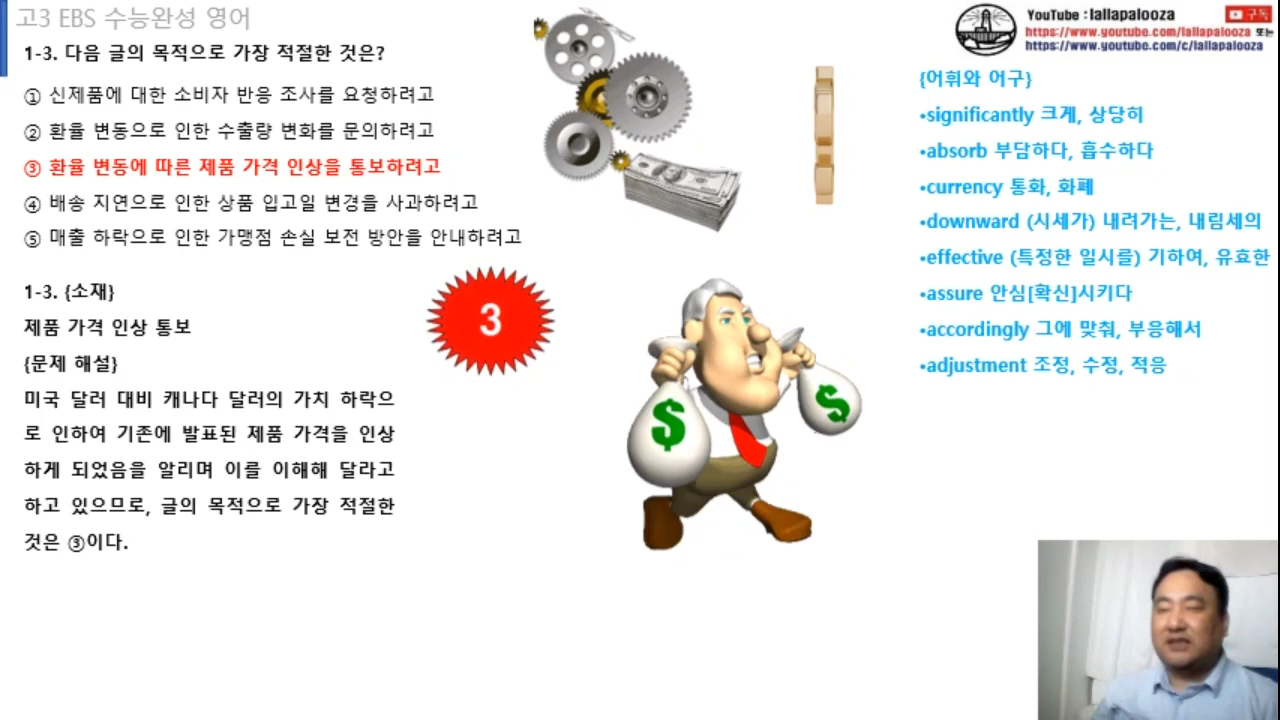 고3 EBS 수능완성 영어
1-3. 다음 글의 목적으로 가장 적절한 것은?
① 신제품에 대한 소비자 반응 조사를 요청하려고
② 환율 변동으로 인한 수출량 변화를 문의하려고
③ 환율 변동에 따른 제품 가격 인상을 통보하려고
④ 배송 지연으로 인한 상품 입고일 변경을 사과하려고
⑤ 매출 하락으로 인한 가맹점 손실 보전 방안을 안내하려고
1-3. {소재}
제품 가격 인상 통보
{문제 해설}
미국 달러 대비 캐나다 달러의 가치 하락으
로 인하여 기존에 발표된 제품 가격을 인상
하게 되었음을 알리며 이를 이해해 달라고
하고 있으므로, 글의 목적으로 가장 적절한
것은 ③이다.
3
$
$
YouTube : lallapalooza
구독
https://www.youtube.com/lallapalooza 또는
https://www.youtube.com/c/lallapalooza
{어휘와 어구}
•significantly 크게, 상당히
•absorb 부담하다, 흡수하다
•currency 통화, 화폐
•downward (시세가) 내려가는, 내림세의
•effective (특정한 일시를) 기하여, 유효한
•assure 안심[확신]시키다
•accordingly 그에 맞춰, 부응해서
•adjustment 조정, 수정, 적응